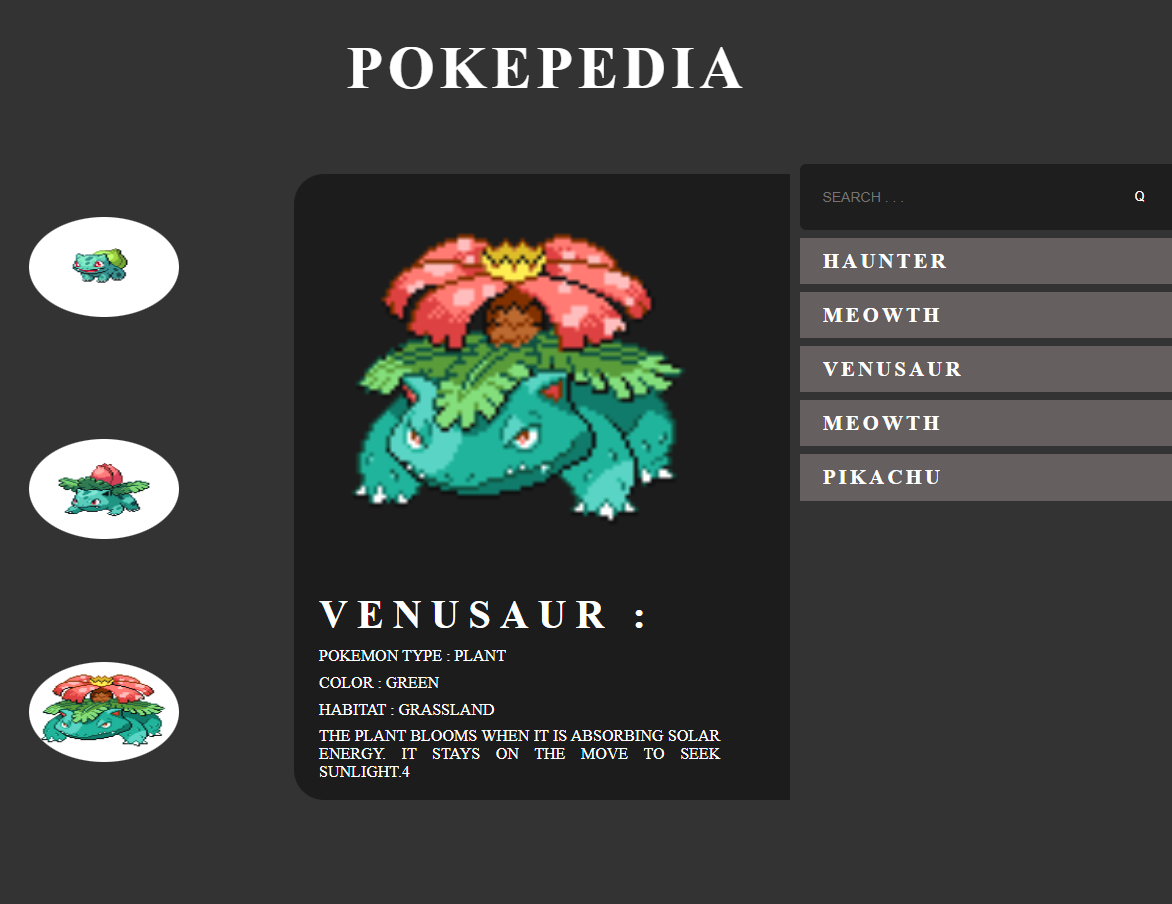 POKEPEDIA
SEARCH . . .
Q
HAUNTER
MEOWTH
VENUSAUR
MEOWTH
PIKACHU
VENUSAUR :
POKEMON TYPE : PLANT
COLOR : GREEN
HABITAT : GRASSLAND
THE PLANT BLOOMS WHEN IT IS ABSORBING SOLAR
ENERGY. IT STAYS ON THE MOVE TO SEEK
SUNLIGHT.4